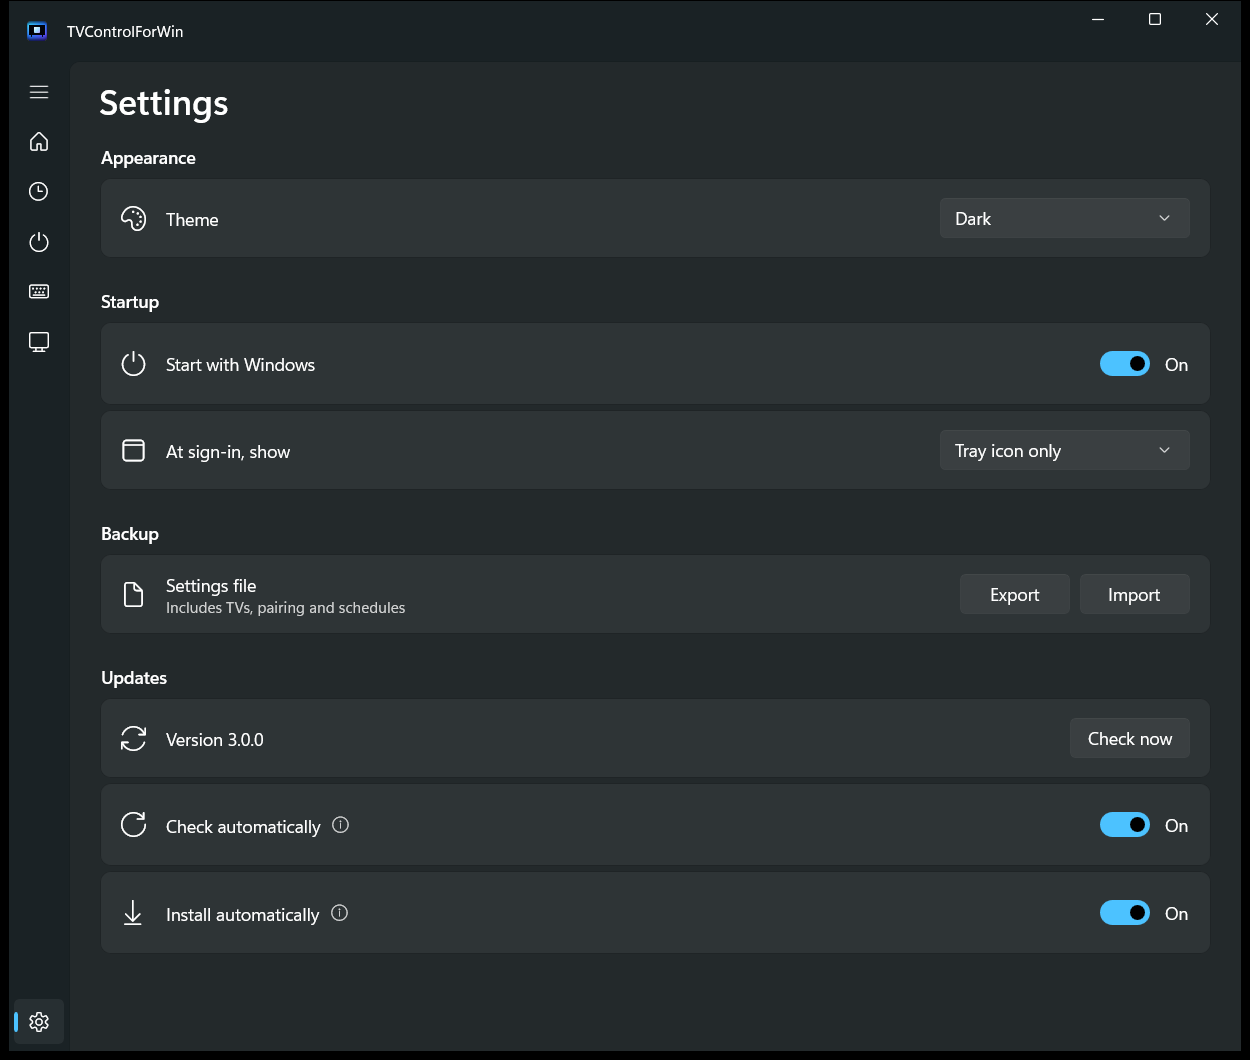 TVControlForWin
Settings
Appearance
Theme
Dark
Startup
Start with Windows
On
At sign-in, show
Tray icon only
Backup
Settings file
Includes TVs, pairing and schedules
Export
Import
Updates
Version 3.0.0
Check now
Check automatically
On
Install automatically
On